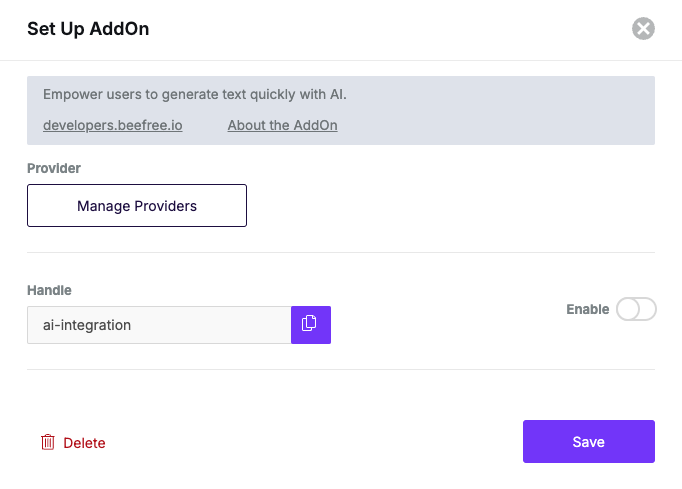 Set Up AddOn
Empower users to generate text quickly with AI.
developers.beefree.io About the AddOn
Provider
Manage Providers
Handle
ai-integration
Enable
Delete
Save